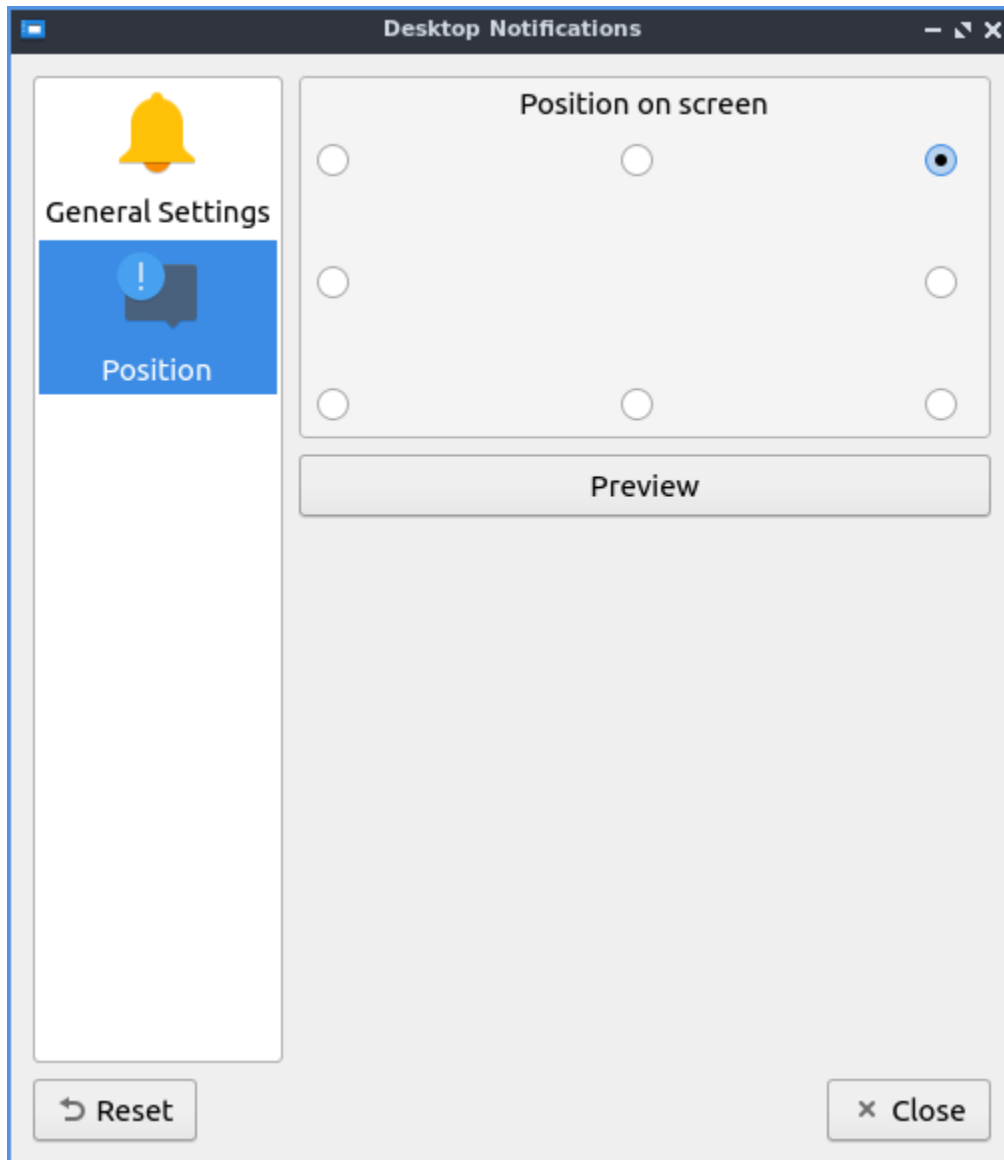 Desktop Notifications
General Settings
Position
Position on screen
Preview
Reset
Close